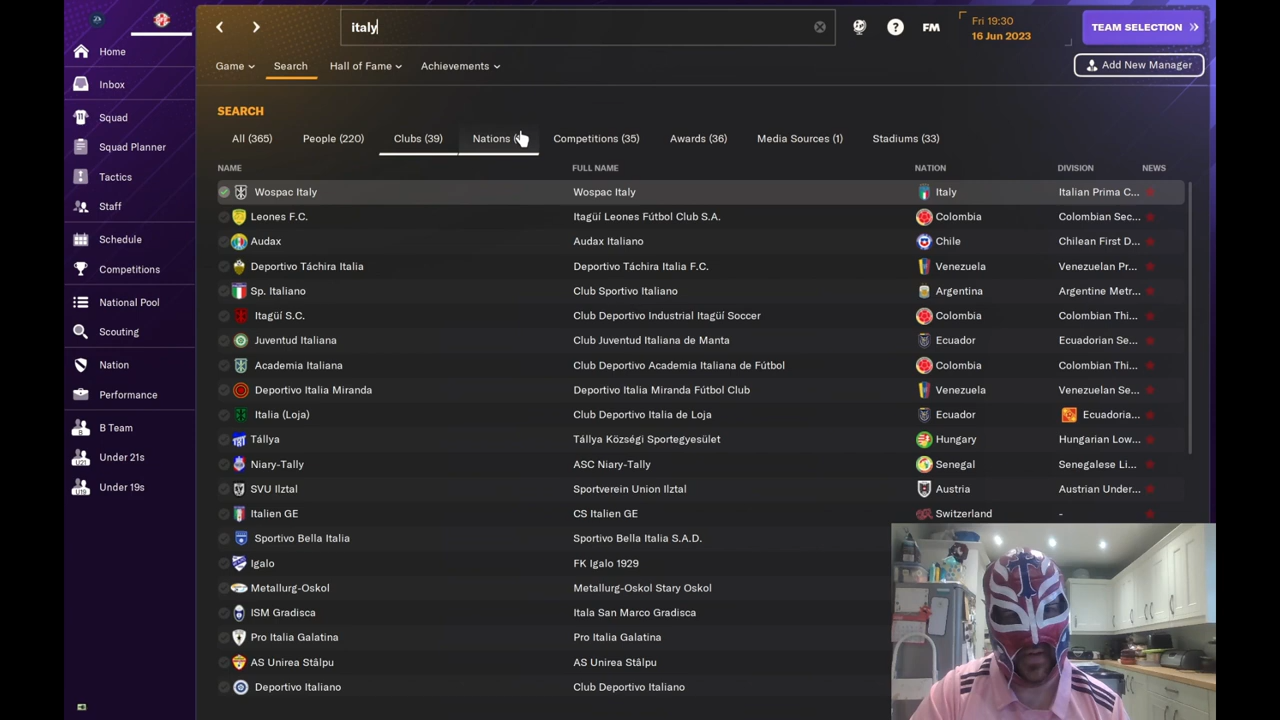 italy
Fri 19:30
16 Jun 2023
FM
TEAM SELECTION
Home
Inbox
Squad
Squad Planner
Tactics
Staff
Schedule
Competitions
National Pool
Scouting
Nation
Performance
B Team
Under 21s
Under 19s
Game Search Hall of Fame Achievements
Add New Manager
SEARCH
All (365) People (220) Clubs (39) Nations Competitions (35) Awards (36) Media Sources (1) Stadiums (33)
NAME FULL NAME NATION DIVISION NEWS
Wospac Italy Wospac Italy Italy Italian Prima C...
Leones F.C. Itagüí Leones Fútbol Club S.A. Colombia Colombian Sec...
Audax Audax Italiano Chile Chilean First D...
Deportivo Táchira Italia Deportivo Táchira Italia F.C. Venezuela Venezuelan Pr...
Sp. Italiano Club Sportivo Italiano Argentina Argentine Metr...
Itagüí S.C. Club Deportivo Industrial Itagüí Soccer Colombia Colombian Thi...
Juventud Italiana Club Juventud Italiana de Manta Ecuador Ecuadorian Se...
Academia Italiana Club Deportivo Academia Italiana de Fútbol Colombia Colombian Thi...
Deportivo Italia Miranda Deportivo Italia Miranda Fútbol Club Venezuela Venezuelan Se...
Italia (Loja) Club Deportivo Italia de Loja Ecuador Ecuadoria...
Tállya Tállya Községi Sportegyesület Hungary Hungarian Low...
Niary-Tally ASC Niary-Tally Senegal Senegalese Li...
SVU Ilztal Sportverein Union Ilztal Austria Austrian Under...
Italien GE CS Italien GE Switzerland -
Sportivo Bella Italia Sportivo Bella Italia S.A.D.
Igalo FK Igalo 1929
Metallurg-Oskol Metallurg-Oskol Stary Oskol
ISM Gradisca Itala San Marco Gradisca
Pro Italia Galatina Pro Italia Galatina
AS Unirea Stâlpu AS Unirea Stâlpu
Deportivo Italiano Club Deportivo Italiano